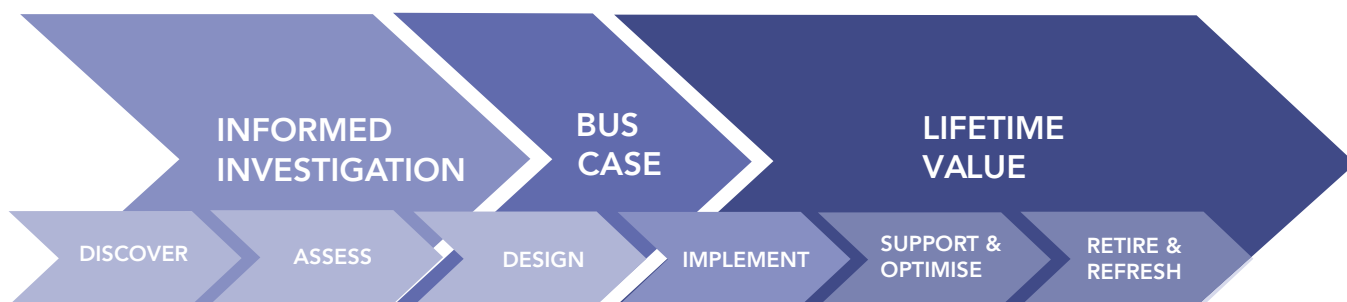 INFORMED
INVESTIGATION
BUS
CASE
LIFETIME
VALUE
DISCOVER
ASSESS
DESIGN
IMPLEMENT
SUPPORT &
OPTIMISE
RETIRE &
REFRESH